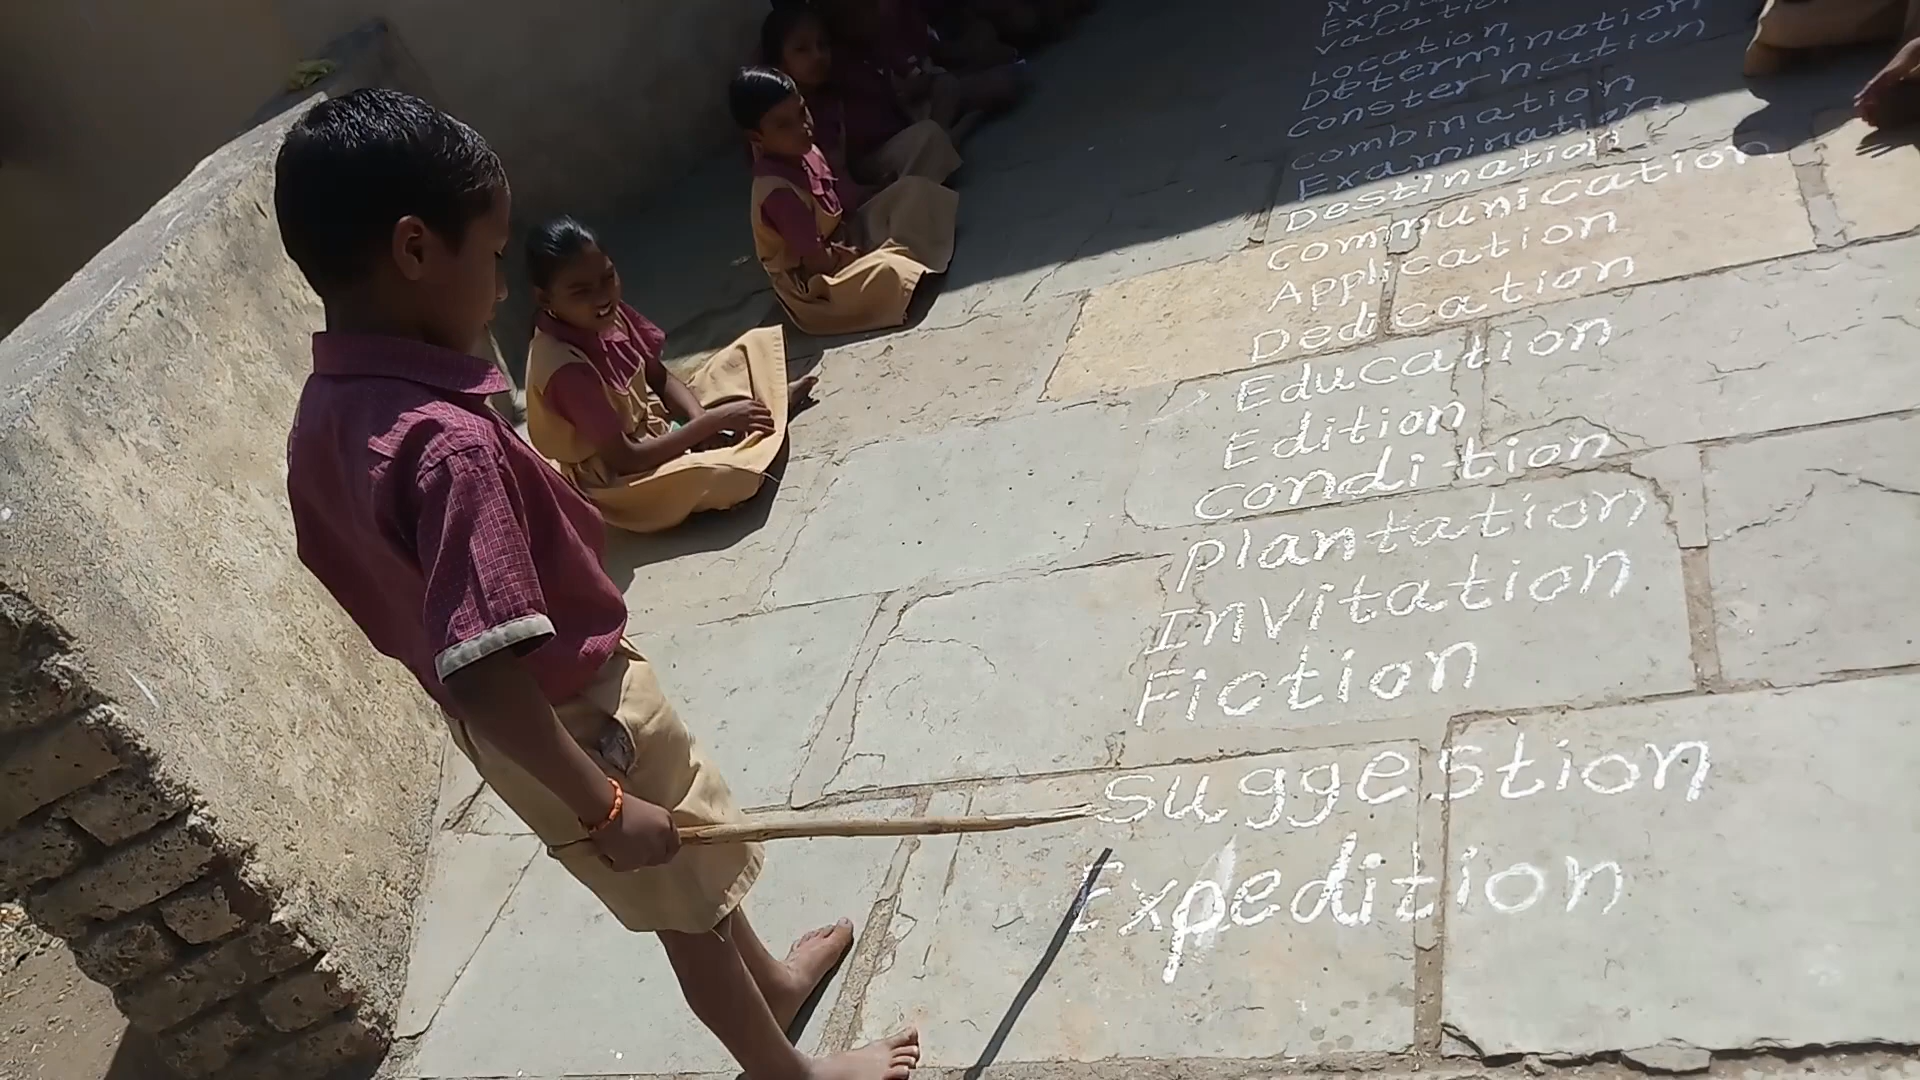 vacation
Location
Determination
consternation
combination
Examination
Destination
communication
Application
Dedication
Education
Edition
condition
plantation
Invitation
Fiction
suggestion
Expedition